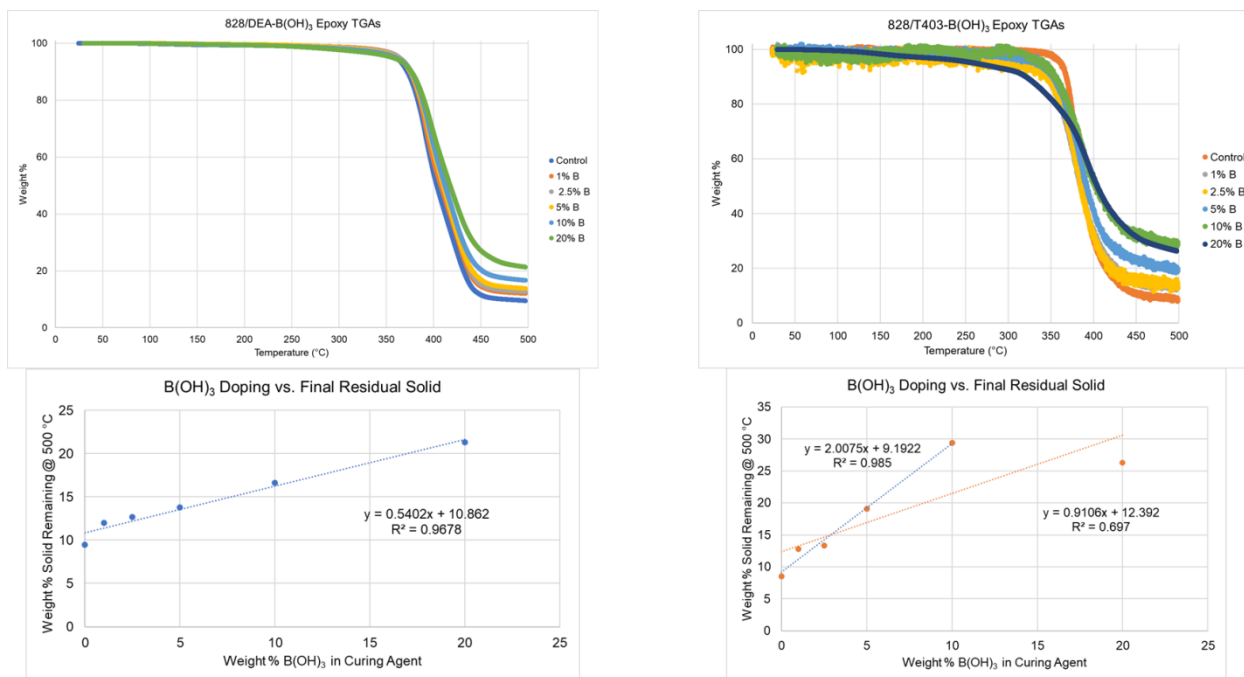 828/DEA-B(OH)₃ Epoxy TGAs
Weight %
100
80
60
40
20
0
0 50 100 150 200 250 300 350 400 450 500
Temperature (°C)
Control
1% B
2.5% B
5% B
10% B
20% B
828/T403-B(OH)₃ Epoxy TGAs
Weight %
100
80
60
40
20
0
0 50 100 150 200 250 300 350 400 450 500
Temperature (°C)
Control
1% B
2.5% B
5% B
10% B
20% B
B(OH)₃ Doping vs. Final Residual Solid
Weight % Solid Remaining @ 500 °C
25
20
15
10
5
0
y = 0.5402x + 10.862
R² = 0.9678
0 5 10 15 20 25
Weight % B(OH)₃ in Curing Agent
B(OH)₃ Doping vs. Final Residual Solid
Weight % Solid Remaining @ 500 °C
35
30
25
20
15
10
5
0
y = 2.0075x + 9.1922
R² = 0.985
y = 0.9106x + 12.392
R² = 0.697
0 5 10 15 20 25
Weight % B(OH)₃ in Curing Agent